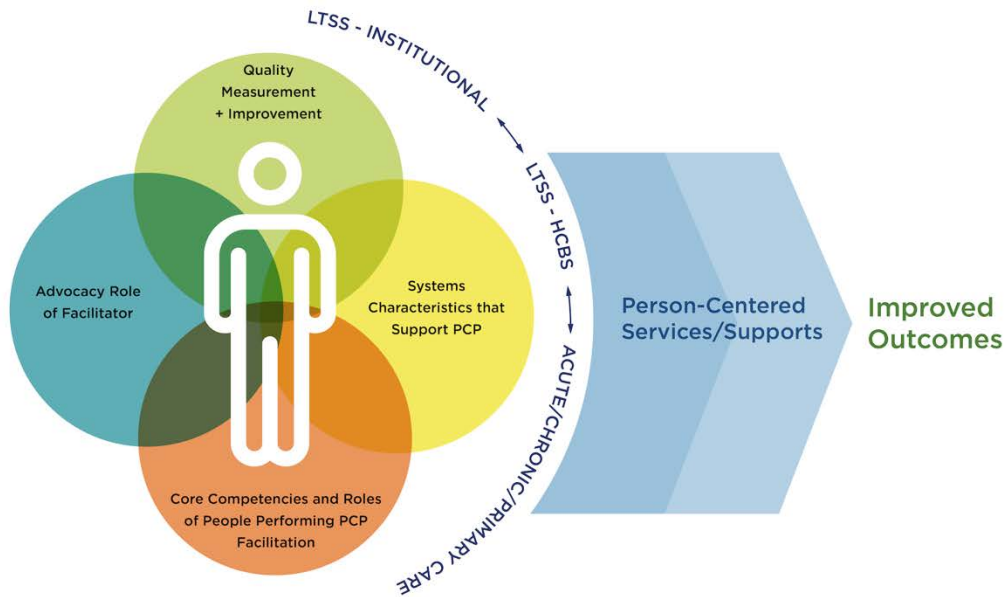 LTSS - INSTITUTIONAL
LTSS - HCBS
ACUTE/CHRONIC/PRIMARY CARE
Quality
Measurement
+ Improvement
Advocacy Role
of Facilitator
Systems
Characteristics that
Support PCP
Core Competencies and Roles
of People Performing PCP
Facilitation
Person-Centered
Services/Supports
Improved
Outcomes